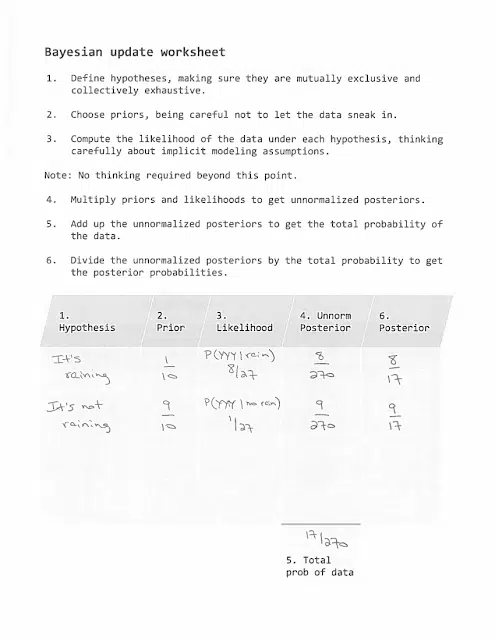 Bayesian update worksheet
1. Define hypotheses, making sure they are mutually exclusive and
collectively exhaustive.
2. Choose priors, being careful not to let the data sneak in.
3. Compute the likelihood of the data under each hypothesis, thinking
carefully about implicit modeling assumptions.
Note: No thinking required beyond this point.
4. Multiply priors and likelihoods to get unnormalized posteriors.
5. Add up the unnormalized posteriors to get the total probability of
the data.
6. Divide the unnormalized posteriors by the total probability to get
the posterior probabilities.
1. 2. 3. 4. Unnorm 6.
Hypothesis Prior Likelihood Posterior Posterior
It's 1 P(YYY | rain) 8 8
raining 10 8/27 270 17
It's not 9 P(YYY | no rain) 9 9
raining 10 1/27 270 17
17/270
5. Total
prob of data